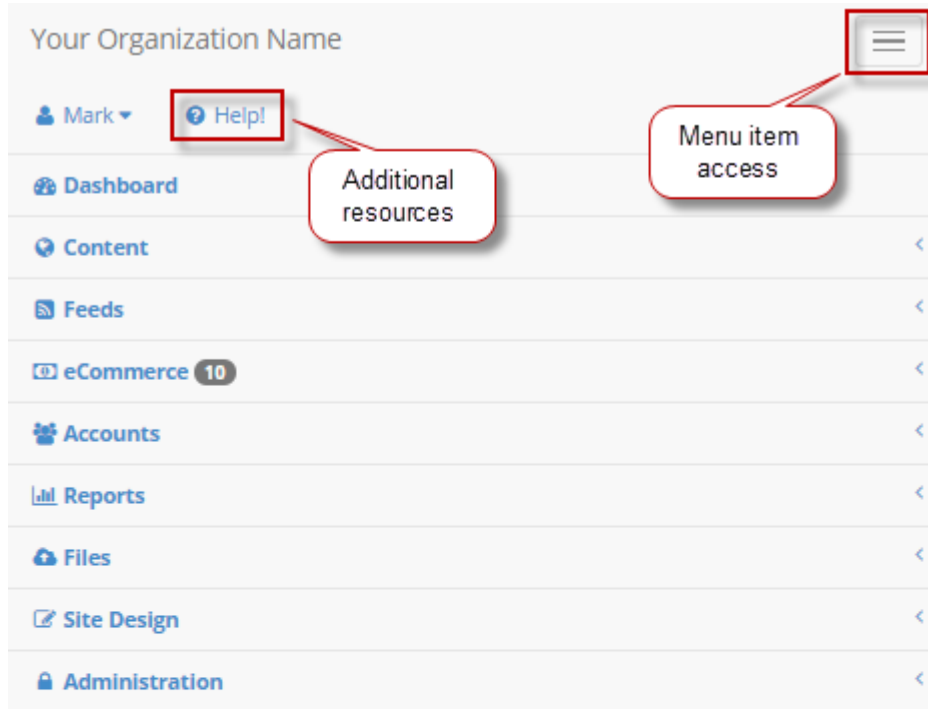 Your Organization Name
Mark
Help!
Menu item
access
Additional
resources
Dashboard
Content
Feeds
eCommerce 10
Accounts
Reports
Files
Site Design
Administration